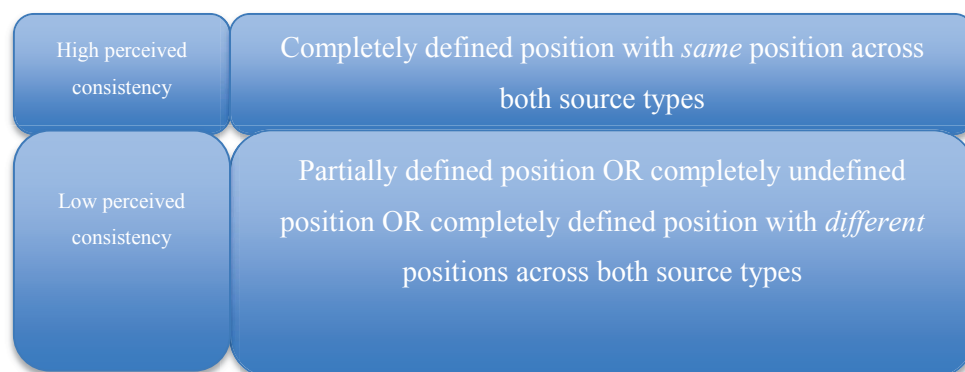 High perceived
consistency
Completely defined position with same position across
both source types
Low perceived
consistency
Partially defined position OR completely undefined
position OR completely defined position with different
positions across both source types